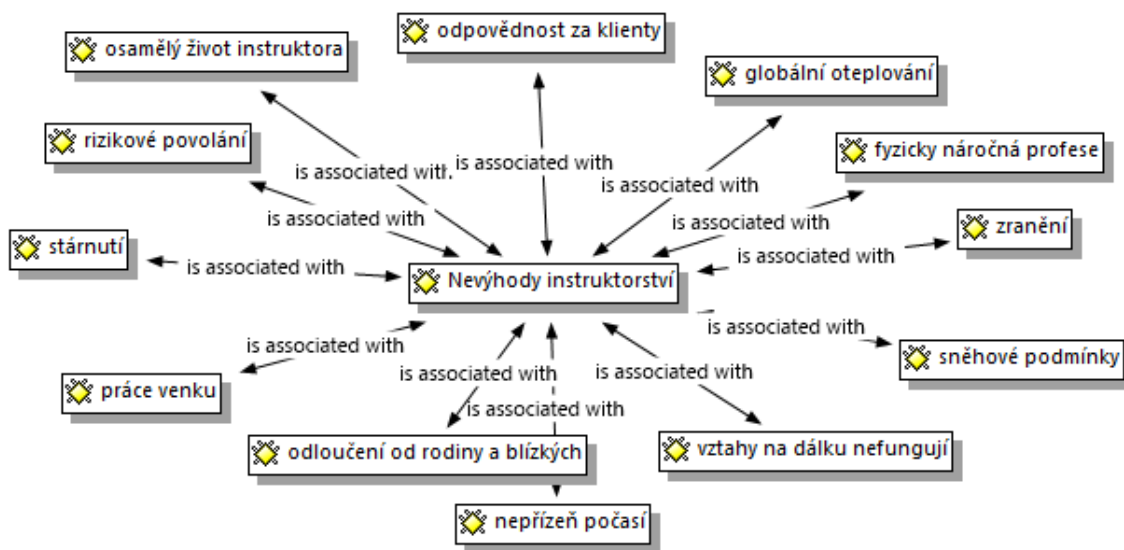 odpovědnost za klienty
osamělý život instruktora
globální oteplování
rizikové povolání
fyzicky náročná profese
is associated with
is associated with
is associated with
is associated with
is associated with
zranění
stárnutí
is associated with
is associated with
Nevýhody instruktorství
is associated with
is associated with
sněhové podmínky
is associated with
is associated with
práce venku
is associated with
odloučení od rodiny a blízkých
vztahy na dálku nefungují
nepřízeň počasí